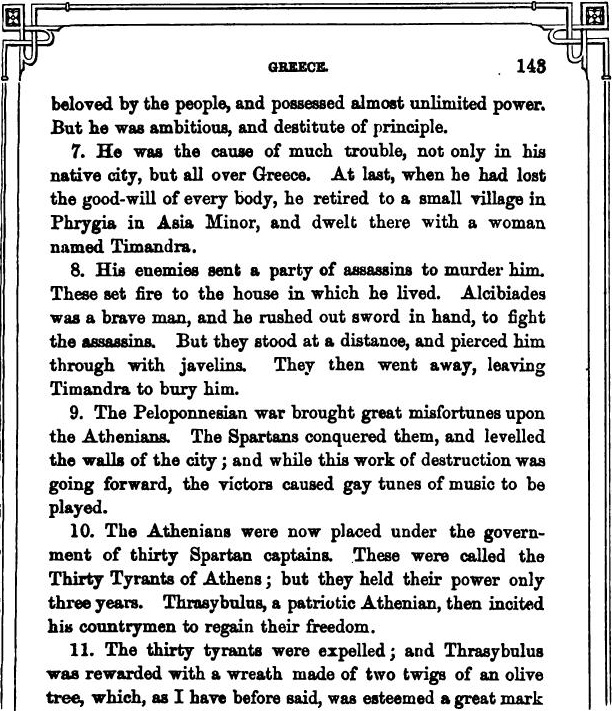 GREECE. 143
beloved by the people, and possessed almost unlimited power.
But he was ambitious, and destitute of principle.
7. He was the cause of much trouble, not only in his
native city, but all over Greece. At last, when he had lost
the good-will of every body, he retired to a small village in
Phrygia in Asia Minor, and dwelt there with a woman
named Timandra.
8. His enemies sent a party of assassins to murder him.
These set fire to the house in which he lived. Alcibiades
was a brave man, and he rushed out sword in hand, to fight
the assassins. But they stood at a distance, and pierced him
through with javelins. They then went away, leaving
Timandra to bury him.
9. The Peloponnesian war brought great misfortunes upon
the Athenians. The Spartans conquered them, and levelled
the walls of the city; and while this work of destruction was
going forward, the victors caused gay tunes of music to be
played.
10. The Athenians were now placed under the govern-
ment of thirty Spartan captains. These were called the
Thirty Tyrants of Athens; but they held their power only
three years. Thrasybulus, a patriotic Athenian, then incited
his countrymen to regain their freedom.
11. The thirty tyrants were expelled; and Thrasybulus
was rewarded with a wreath made of two twigs of an olive
tree, which, as I have before said, was esteemed a great mark